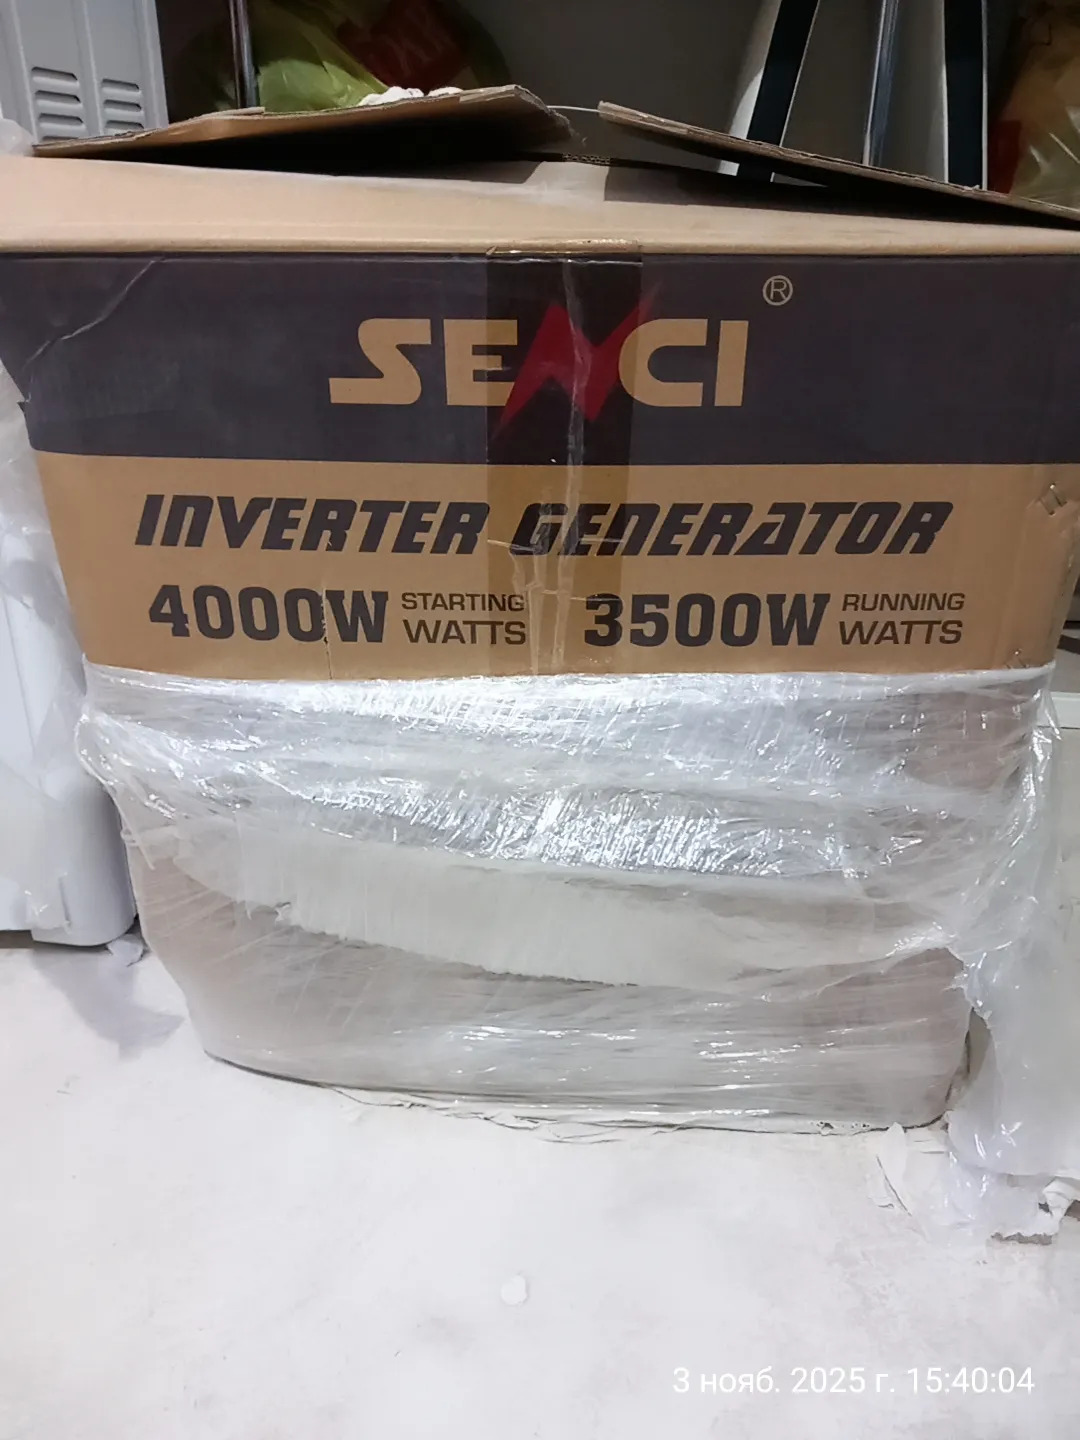 SENCI ®
INVERTER GENERATOR
4000W STARTING WATTS 3500W RUNNING WATTS
3 нояб. 2025 г. 15:40:04